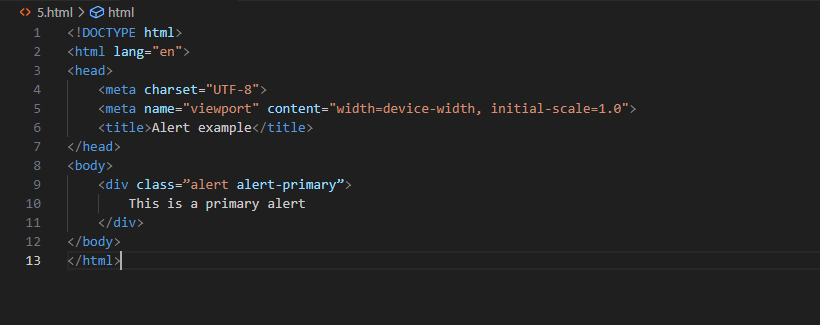 <> 5.html > html
1 <!DOCTYPE html>
2 <html lang="en">
3 <head>
4     <meta charset="UTF-8">
5     <meta name="viewport" content="width=device-width, initial-scale=1.0">
6     <title>Alert example</title>
7 </head>
8 <body>
9     <div class=”alert alert-primary”>
10         This is a primary alert
11     </div>
12 </body>
13 </html>